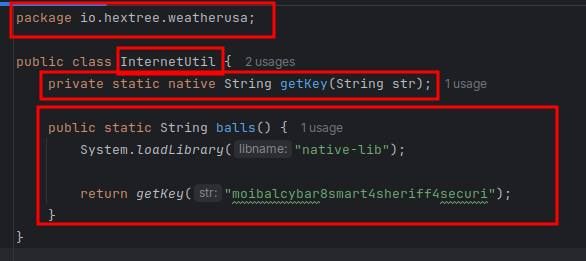 package io.hextree.weatherusa;
public class InternetUtil { 2 usages
private static native String getKey(String str); 1 usage
public static String balls() { 1 usage
System.loadLibrary( libname: "native-lib");
return getKey( str: "moibalcybar8smart4sheriff4securi");
}
}